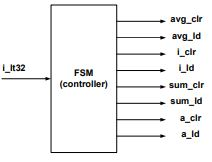 avg_clr
avg_ld
i_clr
i_lt32
FSM
(controller)
i_ld
sum_clr
sum_ld
a_clr
a_ld